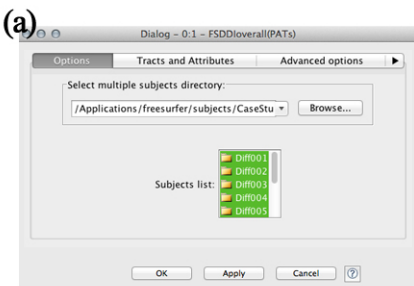 (a)
Dialog - 0:1 - FSDDIoverall(PATs)
Options Tracts and Attributes Advanced options
Select multiple subjects directory:
/Applications/freesurfer/subjects/CaseStu Browse...
Diff001
Diff002
Subjects list: Diff003
Diff004
Diff005
OK Apply Cancel ?